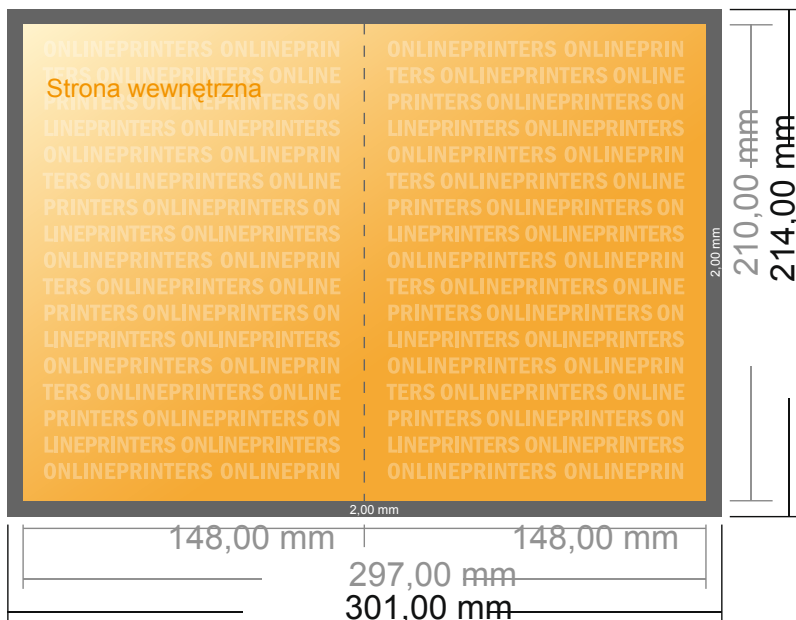 ONLINEPRINTERS ONLINEPRIN
TERS ONLINEPRINTERS ONLINE
Strona wewnętrzna
PRINTERS ONLINEPRINTERS ON
LINEPRINTERS ONLINEPRINTERS
ONLINEPRINTERS ONLINEPRIN
TERS ONLINEPRINTERS ONLINE
PRINTERS ONLINEPRINTERS ON
LINEPRINTERS ONLINEPRINTERS
ONLINEPRINTERS ONLINEPRIN
TERS ONLINEPRINTERS ONLINE
PRINTERS ONLINEPRINTERS ON
LINEPRINTERS ONLINEPRINTERS
ONLINEPRINTERS ONLINEPRIN
TERS ONLINEPRINTERS ONLINE
PRINTERS ONLINEPRINTERS ON
LINEPRINTERS ONLINEPRINTERS
ONLINEPRINTERS ONLINEPRIN
ONLINEPRINTERS ONLINEPRIN
TERS ONLINEPRINTERS ONLINE
PRINTERS ONLINEPRINTERS ON
LINEPRINTERS ONLINEPRINTERS
ONLINEPRINTERS ONLINEPRIN
TERS ONLINEPRINTERS ONLINE
PRINTERS ONLINEPRINTERS ON
LINEPRINTERS ONLINEPRINTERS
ONLINEPRINTERS ONLINEPRIN
TERS ONLINEPRINTERS ONLINE
PRINTERS ONLINEPRINTERS ON
LINEPRINTERS ONLINEPRINTERS
ONLINEPRINTERS ONLINEPRIN
TERS ONLINEPRINTERS ONLINE
PRINTERS ONLINEPRINTERS ON
LINEPRINTERS ONLINEPRINTERS
ONLINEPRINTERS ONLINEPRIN
2,00 mm
210,00 mm
214,00 mm
2,00 mm
148,00 mm
148,00 mm
297,00 mm
301,00 mm